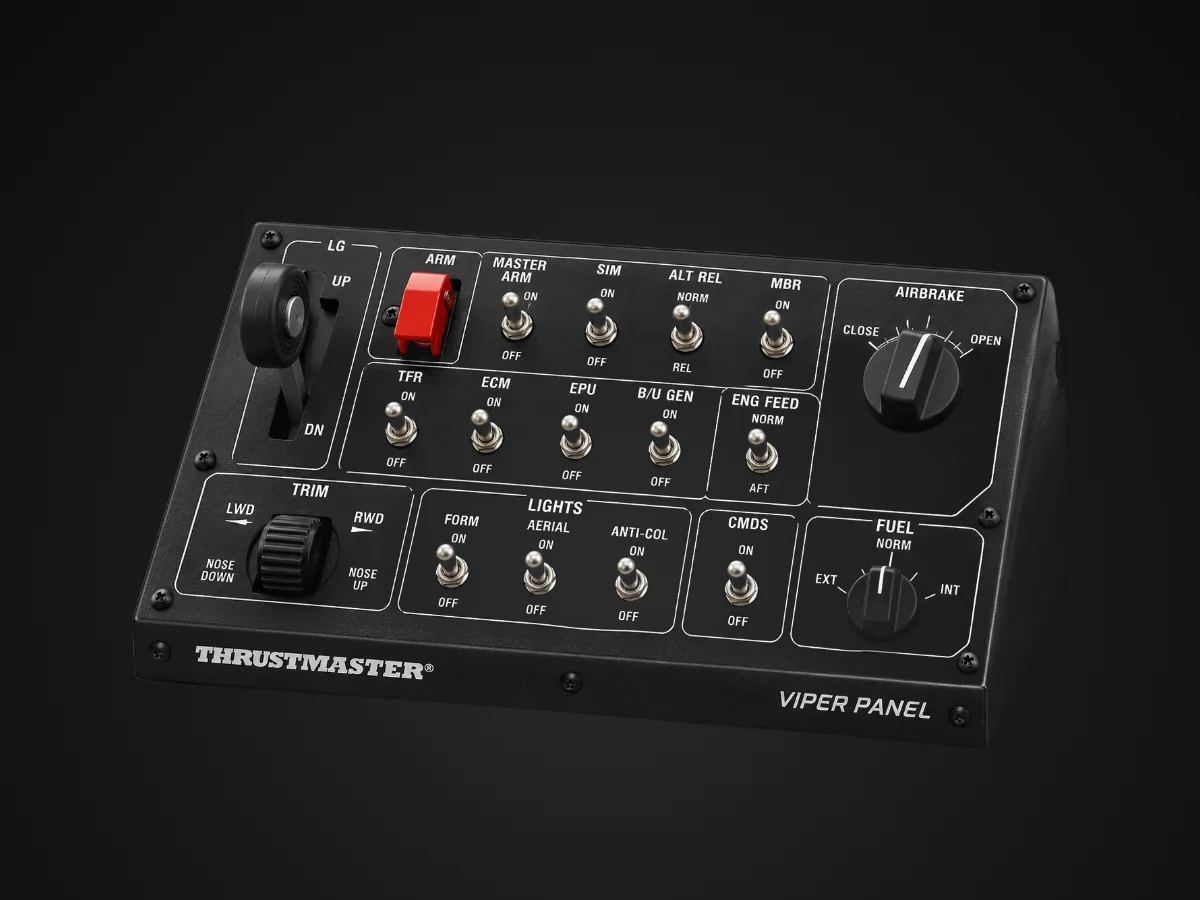 LG
UP
DN
ARM
MASTER
ARM
ON
OFF
SIM
ON
OFF
ALT REL
NORM
REL
MBR
ON
OFF
AIRBRAKE
CLOSE
OPEN
TFR
ON
OFF
ECM
ON
OFF
EPU
ON
OFF
B/U GEN
ON
OFF
ENG FEED
NORM
AFT
TRIM
LWD
RWD
NOSE
DOWN
NOSE
UP
LIGHTS
FORM
ON
OFF
AERIAL
ON
OFF
ANTI-COL
ON
OFF
CMDS
ON
OFF
FUEL
NORM
EXT
INT
THRUSTMASTER®
VIPER PANEL